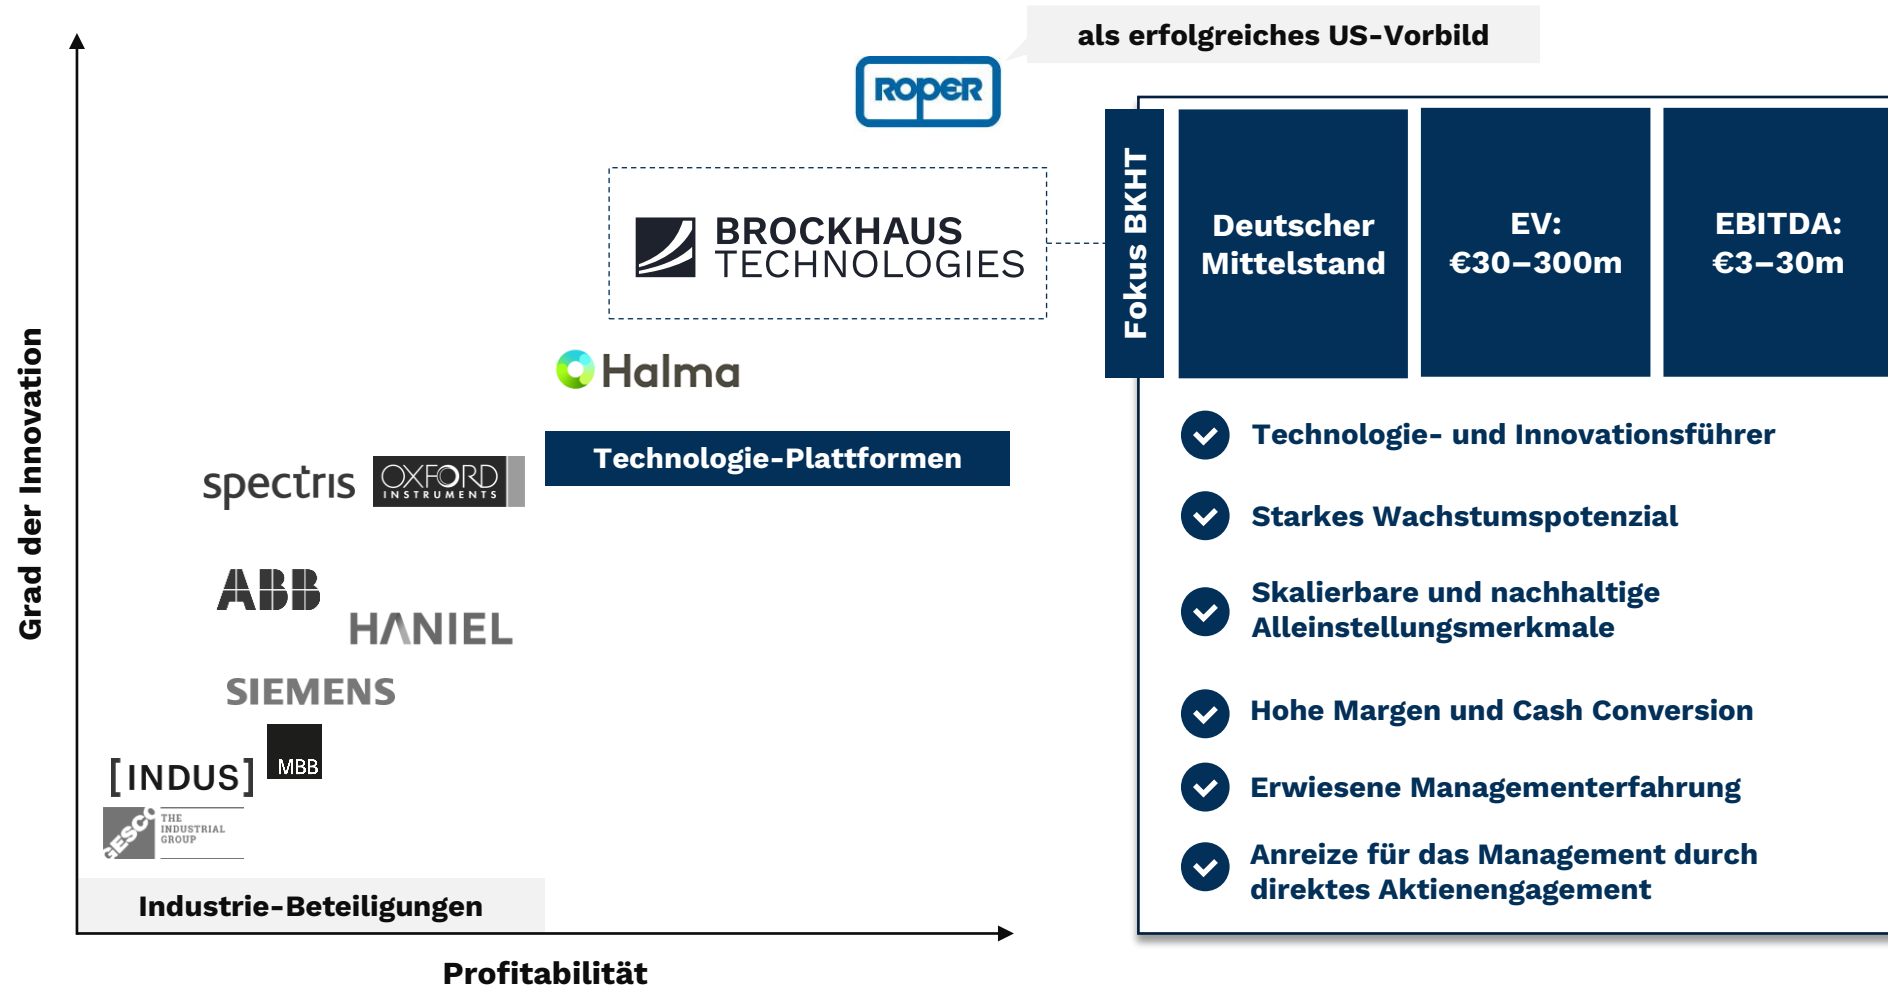 als erfolgreiches US-Vorbild
ROPER
BROCKHAUS
TECHNOLOGIES
Halma
Technologie-Plattformen
spectris
OXFORD
INSTRUMENTS
ABB
HANIEL
SIEMENS
MBB
[INDUS]
GESCO
THE
INDUSTRIAL
GROUP
Industrie-Beteiligungen
Grad der Innovation
Profitabilität
Fokus BKHT
Deutscher
Mittelstand
EV:
€30–300m
EBITDA:
€3–30m
Technologie- und Innovationsführer
Starkes Wachstumspotenzial
Skalierbare und nachhaltige
Alleinstellungsmerkmale
Hohe Margen und Cash Conversion
Erwiesene Managementerfahrung
Anreize für das Management durch
direktes Aktienengagement